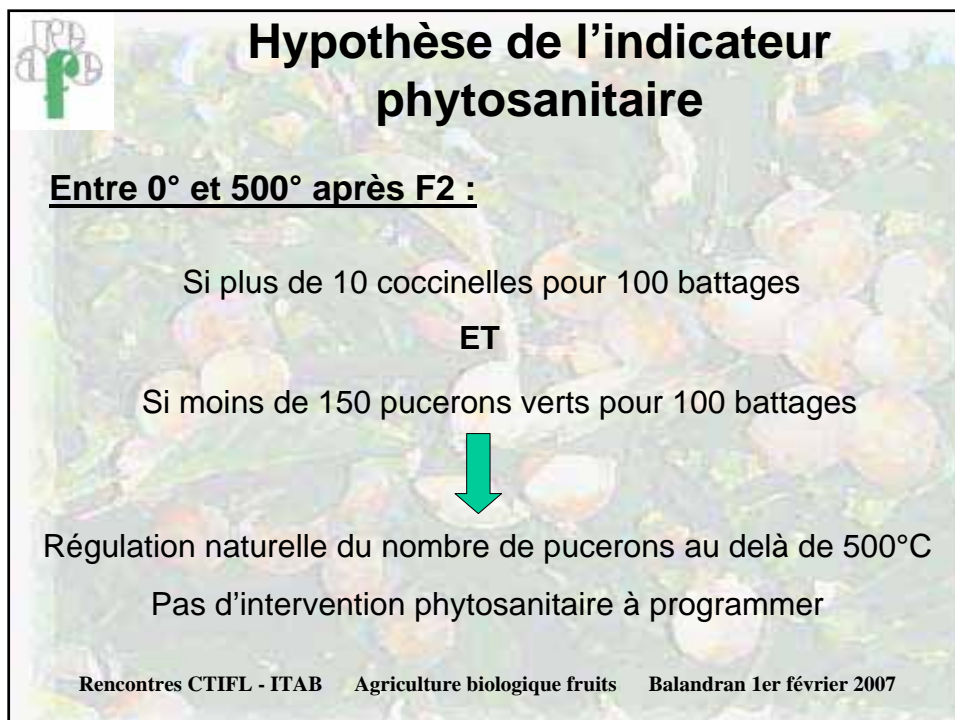 Hypothèse de l’indicateur
phytosanitaire
Entre 0° et 500° après F2 :
Si plus de 10 coccinelles pour 100 battages
ET
Si moins de 150 pucerons verts pour 100 battages
Régulation naturelle du nombre de pucerons au delà de 500°C
Pas d’intervention phytosanitaire à programmer
Rencontres CTIFL - ITAB Agriculture biologique fruits Balandran 1er février 2007